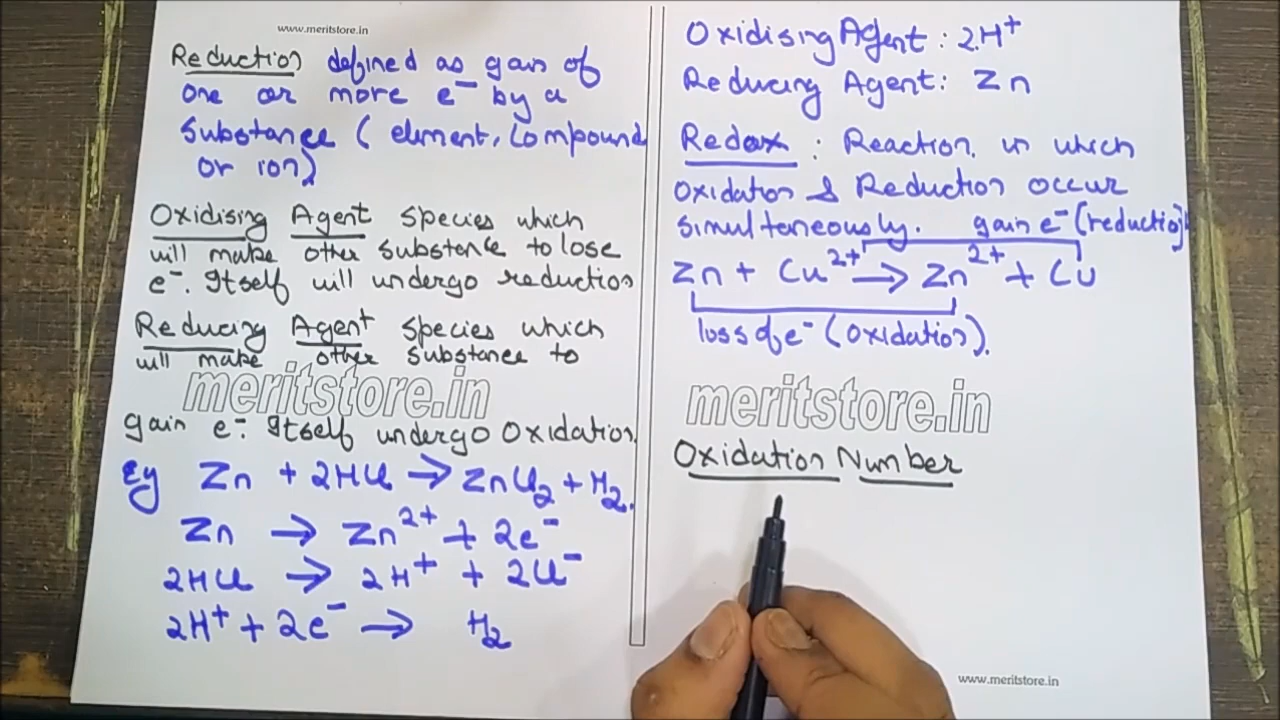 www.meritstore.in
Reduction defined as gain of
one or more e⁻ by a
substance ( element, Compound
or ion)
Oxidising Agent Species which
will make other substance to lose
e⁻. Itself will undergo reduction
Reducing Agent Species which
will make other substance to
meritstore.in
gain e⁻. Itself undergo Oxidation.
Eg Zn + 2HCl → ZnCl₂ + H₂.
Zn → Zn²⁺ + 2e⁻
2HCl → 2H⁺ + 2Cl⁻
2H⁺ + 2e⁻ → H₂
Oxidising Agent : 2H⁺
Reducing Agent: Zn
Redox : Reaction in which
Oxidation & Reduction occur
simultaneously. gain e⁻ (reduction)
Zn + Cu²⁺ → Zn²⁺ + Cu
loss of e⁻ (Oxidation).
meritstore.in
Oxidation Number
www.meritstore.in